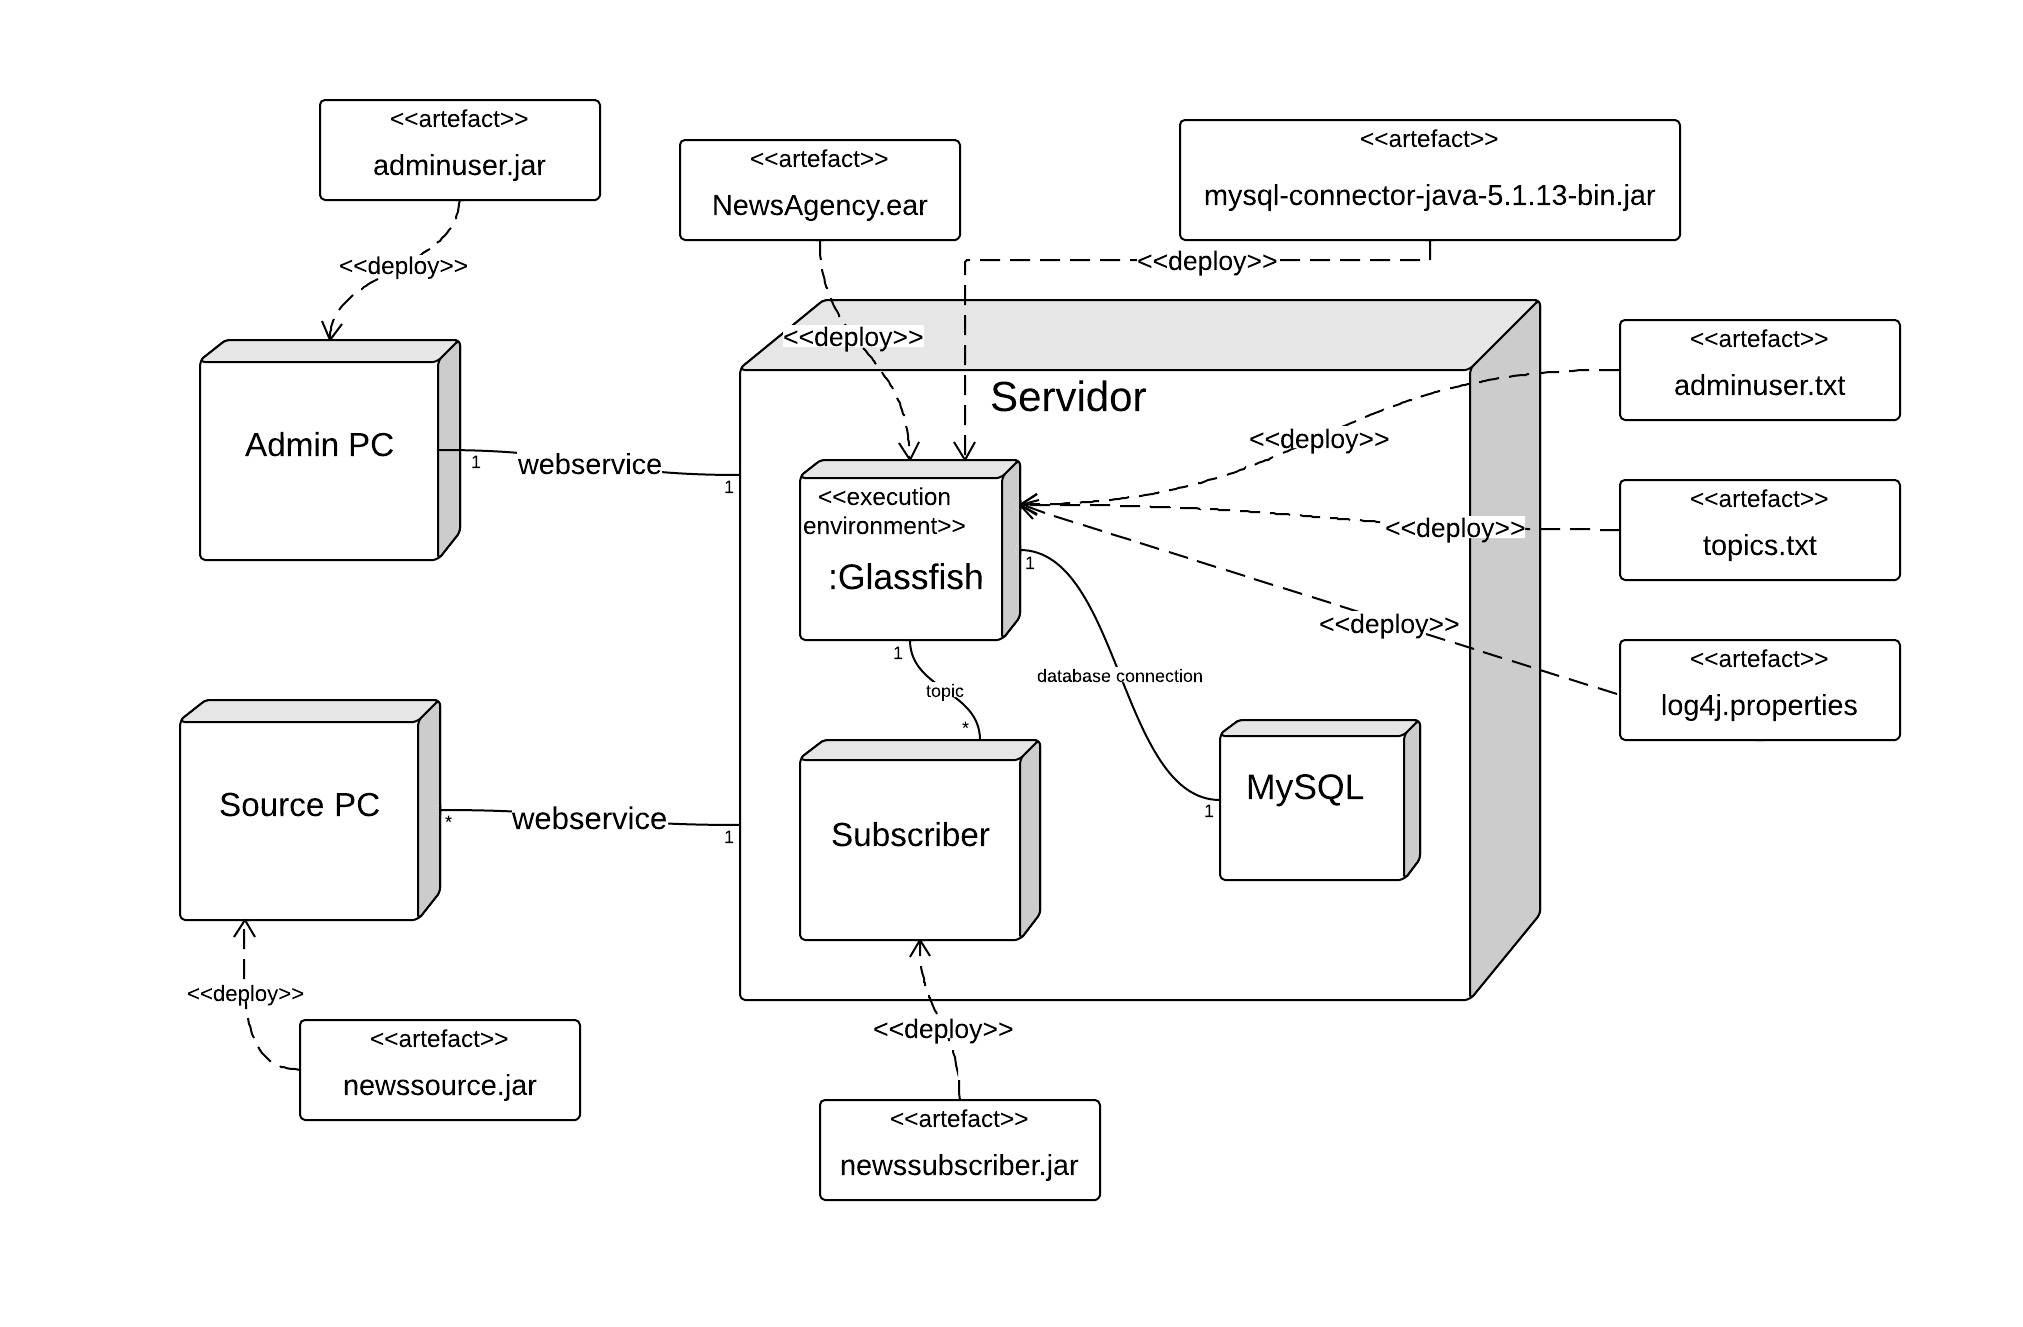 <<artefact>>
adminuser.jar
<<deploy>>
<<artefact>>
NewsAgency.ear
<<deploy>>
<<artefact>>
mysql-connector-java-5.1.13-bin.jar
<<deploy>>
Servidor
Admin PC
1
webservice
1
<<execution
environment>>
:Glassfish
<<artefact>>
adminuser.txt
<<deploy>>
<<artefact>>
topics.txt
<<deploy>>
<<artefact>>
log4j.properties
<<deploy>>
1
database connection
1
MySQL
1
topic
*
Subscriber
Source PC
*
webservice
1
<<deploy>>
<<artefact>>
newssource.jar
<<deploy>>
<<artefact>>
newssubscriber.jar